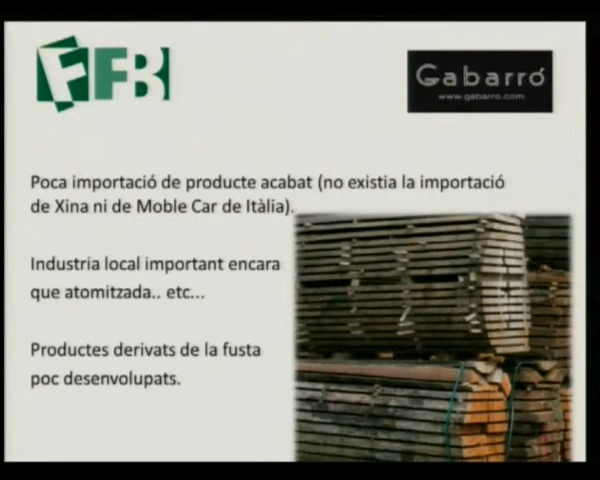 FFB
Gabarró
www.gabarro.com
Poca importació de producte acabat (no existia la importació
de Xina ni de Moble Car de Itàlia).
Industria local important encara
que atomitzada.. etc...
Productes derivats de la fusta
poc desenvolupats.